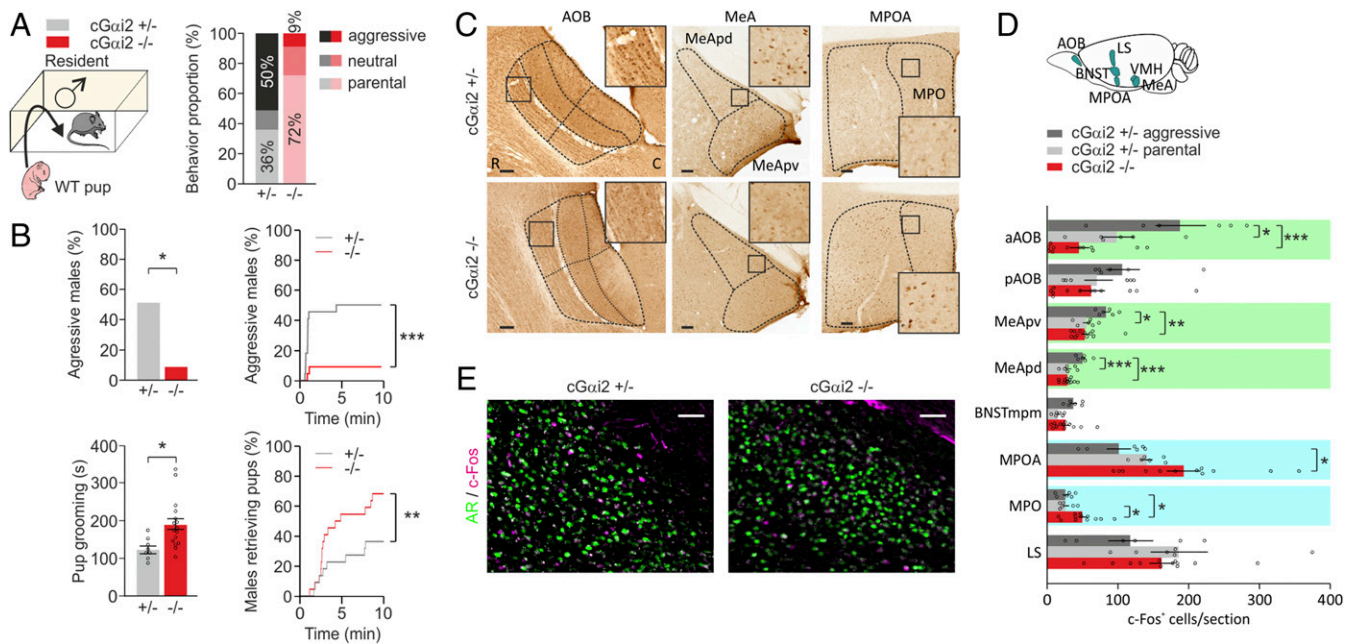 A
cGαi2 +/-
cGαi2 -/-
Resident
WT pup
Behavior proportion (%)
100
80
60
40
20
0
50%
36%
9%
72%
+/-
-/-
aggressive
neutral
parental
B
Agressive males (%)
100
80
60
40
20
0
*
+/-
-/-
Aggressive males (%)
100
80
60
40
20
0
+/-
-/-
***
0
5
10
Time (min)
Pup grooming (s)
400
300
200
100
0
*
+/-
-/-
Males retrieving pups (%)
100
80
60
40
20
0
+/-
-/-
**
0
5
10
Time (min)
C
AOB
MeA
MPOA
cGαi2 +/-
R
C
MeApd
MeApv
MPO
cGαi2 -/-
E
cGαi2 +/-
cGαi2 -/-
AR / c-Fos
D
AOB
LS
BNST
VMH
MeA
MPOA
cGαi2 +/- aggressive
cGαi2 +/- parental
cGαi2 -/-
aAOB
* ***
pAOB
MeApv
* **
MeApd
*** ***
BNSTmpm
MPOA
*
MPO
* *
LS
0 100 200 300 400
c-Fos⁺ cells/section